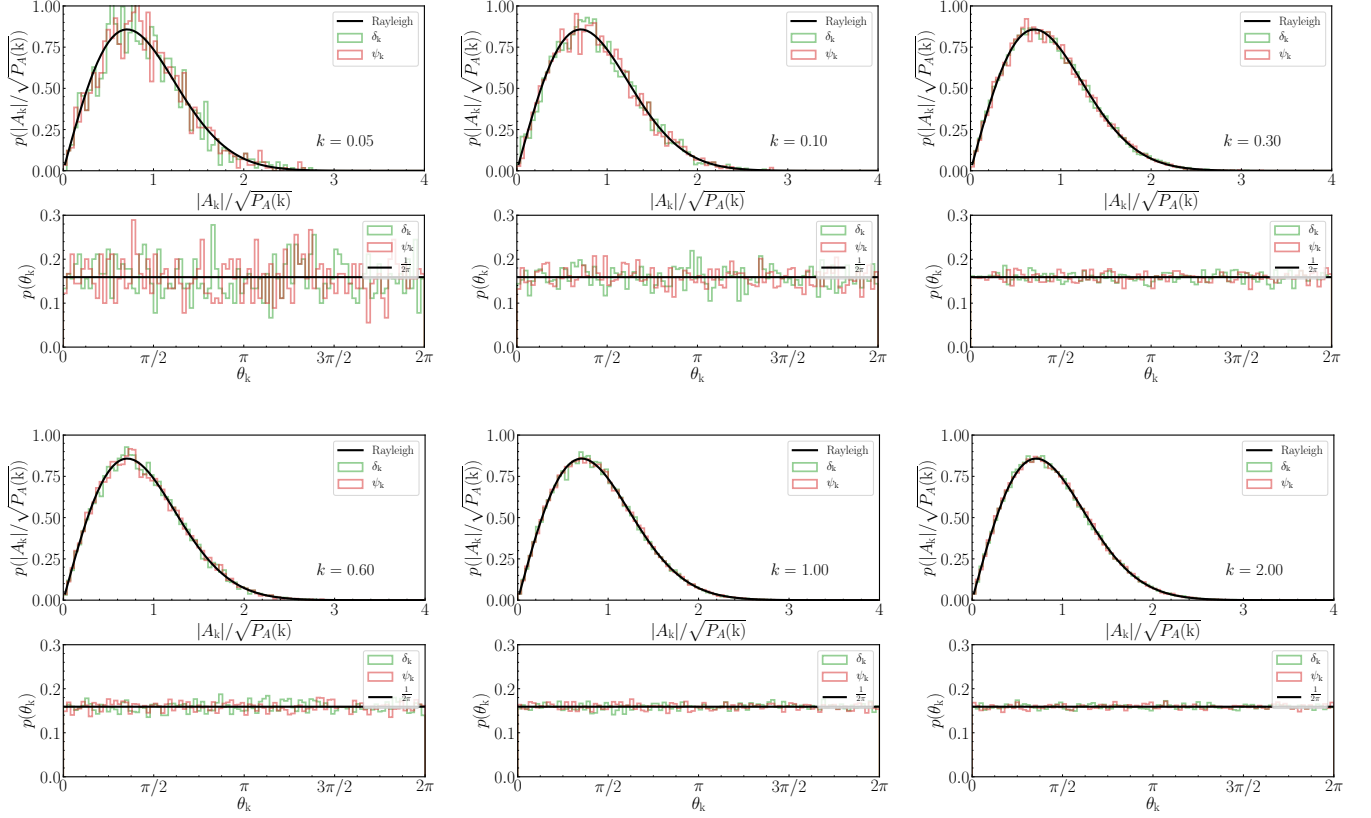 p(|A_k|/√P_A(k))
1.00
0.75
0.50
0.25
0.00
Rayleigh
δ_k
ψ_k
k = 0.05
0 1 2 3 4
|A_k|/√P_A(k)
p(θ_k)
0.3
0.2
0.1
0.0
δ_k
ψ_k
1/2π
0 π/2 π 3π/2 2π
θ_k
p(|A_k|/√P_A(k))
1.00
0.75
0.50
0.25
0.00
Rayleigh
δ_k
ψ_k
k = 0.10
0 1 2 3 4
|A_k|/√P_A(k)
p(θ_k)
0.3
0.2
0.1
0.0
δ_k
ψ_k
1/2π
0 π/2 π 3π/2 2π
θ_k
p(|A_k|/√P_A(k))
1.00
0.75
0.50
0.25
0.00
Rayleigh
δ_k
ψ_k
k = 0.30
0 1 2 3 4
|A_k|/√P_A(k)
p(θ_k)
0.3
0.2
0.1
0.0
δ_k
ψ_k
1/2π
0 π/2 π 3π/2 2π
θ_k
p(|A_k|/√P_A(k))
1.00
0.75
0.50
0.25
0.00
Rayleigh
δ_k
ψ_k
k = 0.60
0 1 2 3 4
|A_k|/√P_A(k)
p(θ_k)
0.3
0.2
0.1
0.0
δ_k
ψ_k
1/2π
0 π/2 π 3π/2 2π
θ_k
p(|A_k|/√P_A(k))
1.00
0.75
0.50
0.25
0.00
Rayleigh
δ_k
ψ_k
k = 1.00
0 1 2 3 4
|A_k|/√P_A(k)
p(θ_k)
0.3
0.2
0.1
0.0
δ_k
ψ_k
1/2π
0 π/2 π 3π/2 2π
θ_k
p(|A_k|/√P_A(k))
1.00
0.75
0.50
0.25
0.00
Rayleigh
δ_k
ψ_k
k = 2.00
0 1 2 3 4
|A_k|/√P_A(k)
p(θ_k)
0.3
0.2
0.1
0.0
δ_k
ψ_k
1/2π
0 π/2 π 3π/2 2π
θ_k